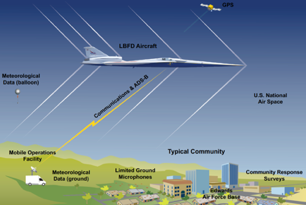 GPS
LBFD Aircraft
Meteorological
Data (balloon)
Communications & ADS-B
U.S. National
Air Space
Mobile Operations
Facility
Typical Community
Meteorological
Data (ground)
Limited Ground
Microphones
Community Response
Surveys
Edwards
Air Force Base